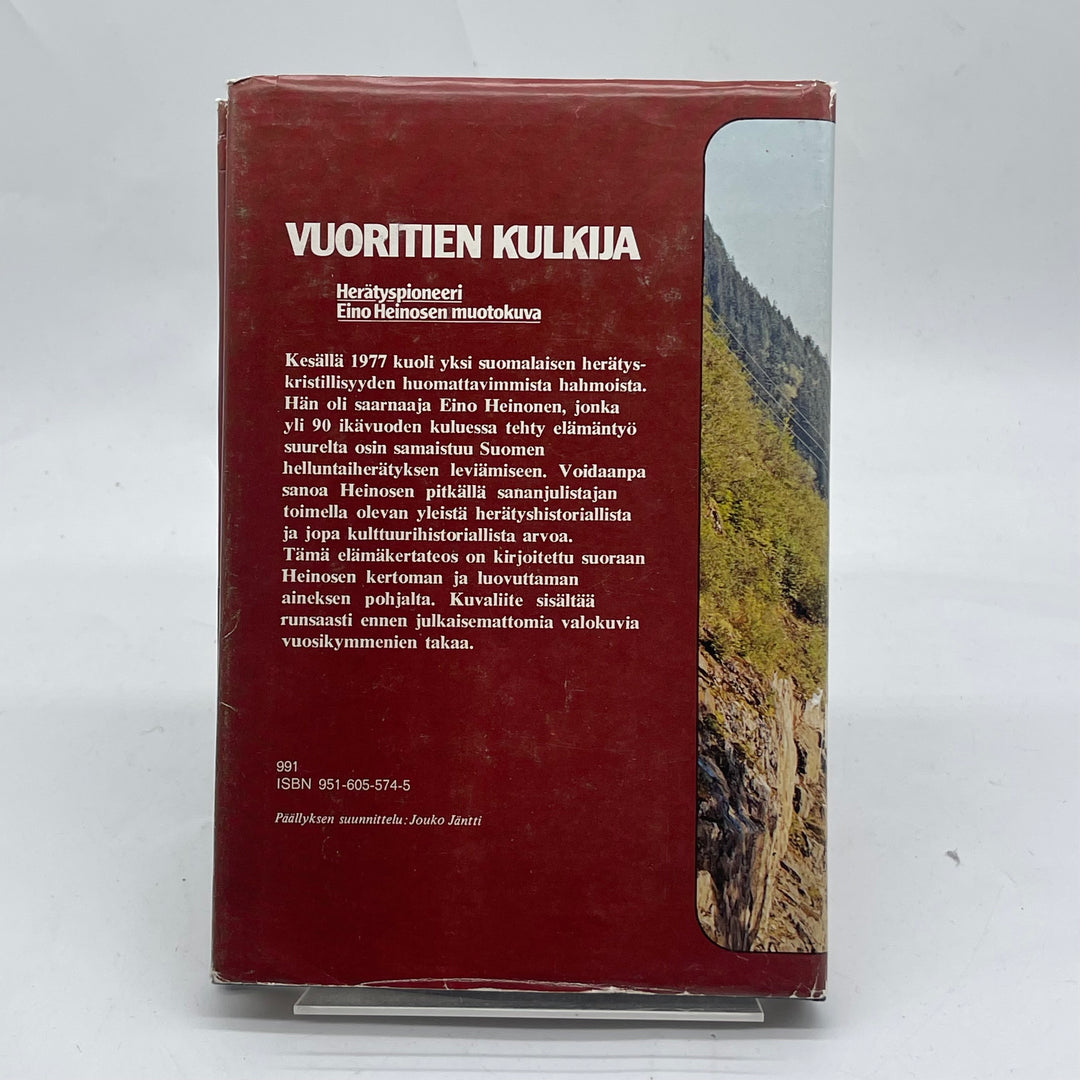 VUORITIEN KULKIJA
Herätyspioneeri
Eino Heinosen muotokuva
Kesällä 1977 kuoli yksi suomalaisen herätys-
kristillisyyden huomattavimmista hahmoista.
Hän oli saarnaaja Eino Heinonen, jonka
yli 90 ikävuoden kuluessa tehty elämäntyö
suurelta osin samaistuu Suomen
helluntaiherätyksen leviämiseen. Voidaanpa
sanoa Heinosen pitkällä sananjulistajan
toimella olevan yleistä herätyshistoriallista
ja jopa kulttuurihistoriallista arvoa.
Tämä elämäkertateos on kirjoitettu suoraan
Heinosen kertoman ja luovuttaman
aineksen pohjalta. Kuvaliite sisältää
runsaasti ennen julkaisemattomia valokuvia
vuosikymmenien takaa.
991
ISBN 951-605-574-5
Päällyksen suunnittelu: Jouko Jäntti